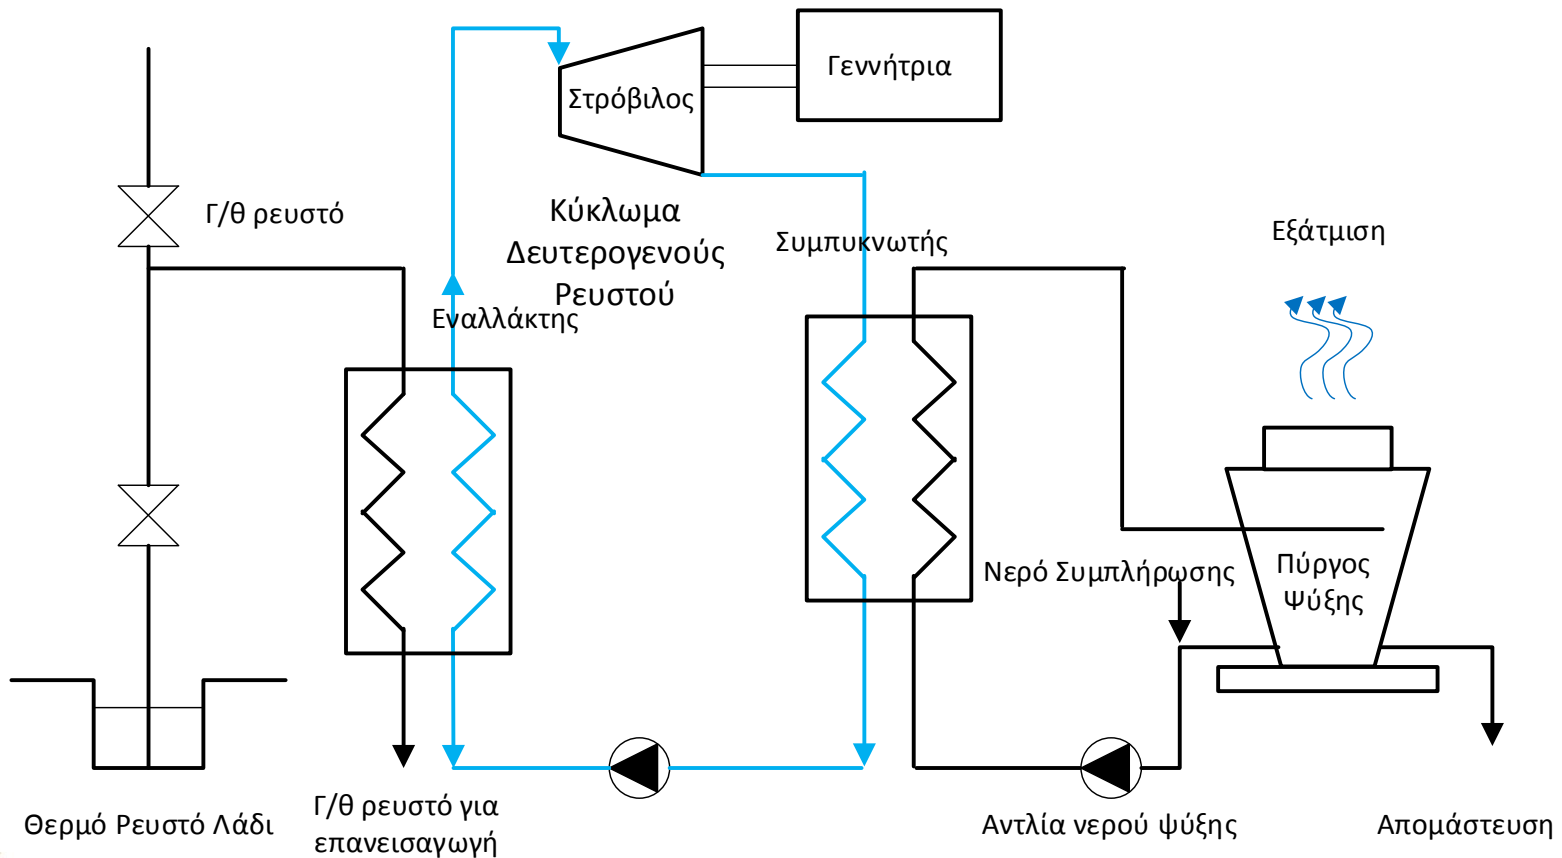 Γεννήτρια
Στρόβιλος
Γ/θ ρευστό
Κύκλωμα
Δευτερογενούς
Ρευστού
Συμπυκνωτής
Εξάτμιση
Εναλλάκτης
Νερό Συμπλήρωσης
Πύργος
Ψύξης
Θερμό Ρευστό Λάδι
Γ/θ ρευστό για
επανεισαγωγή
Αντλία νερού ψύξης
Απομάστευση